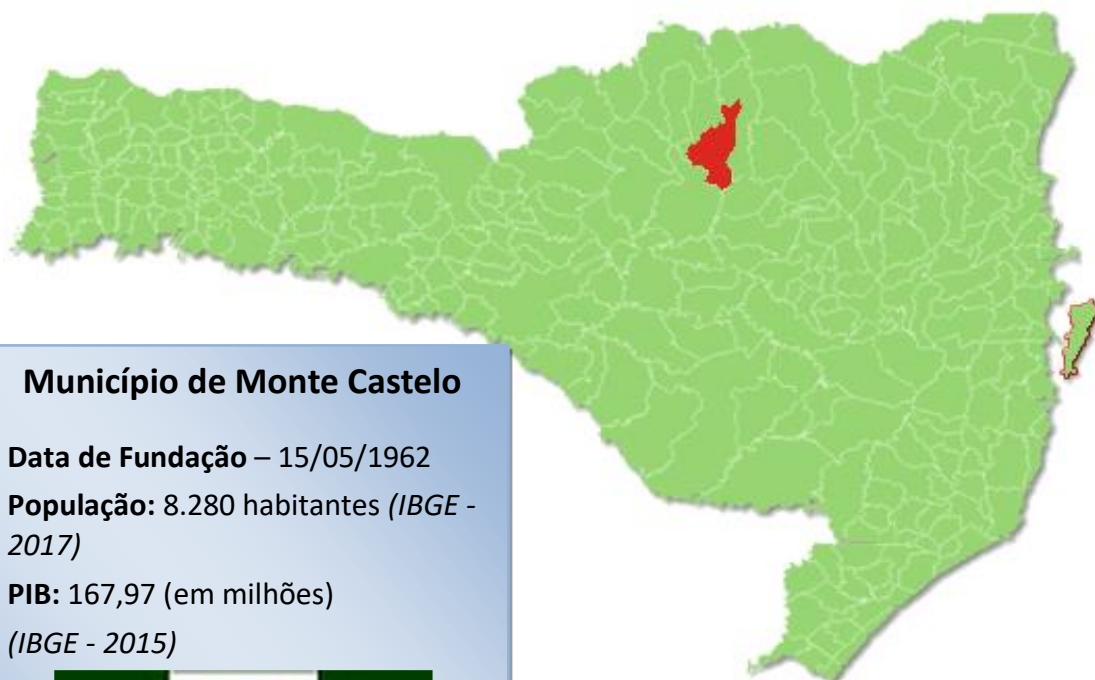 Município de Monte Castelo
Data de Fundação – 15/05/1962
População: 8.280 habitantes (IBGE -
2017)
PIB: 167,97 (em milhões)
(IBGE - 2015)